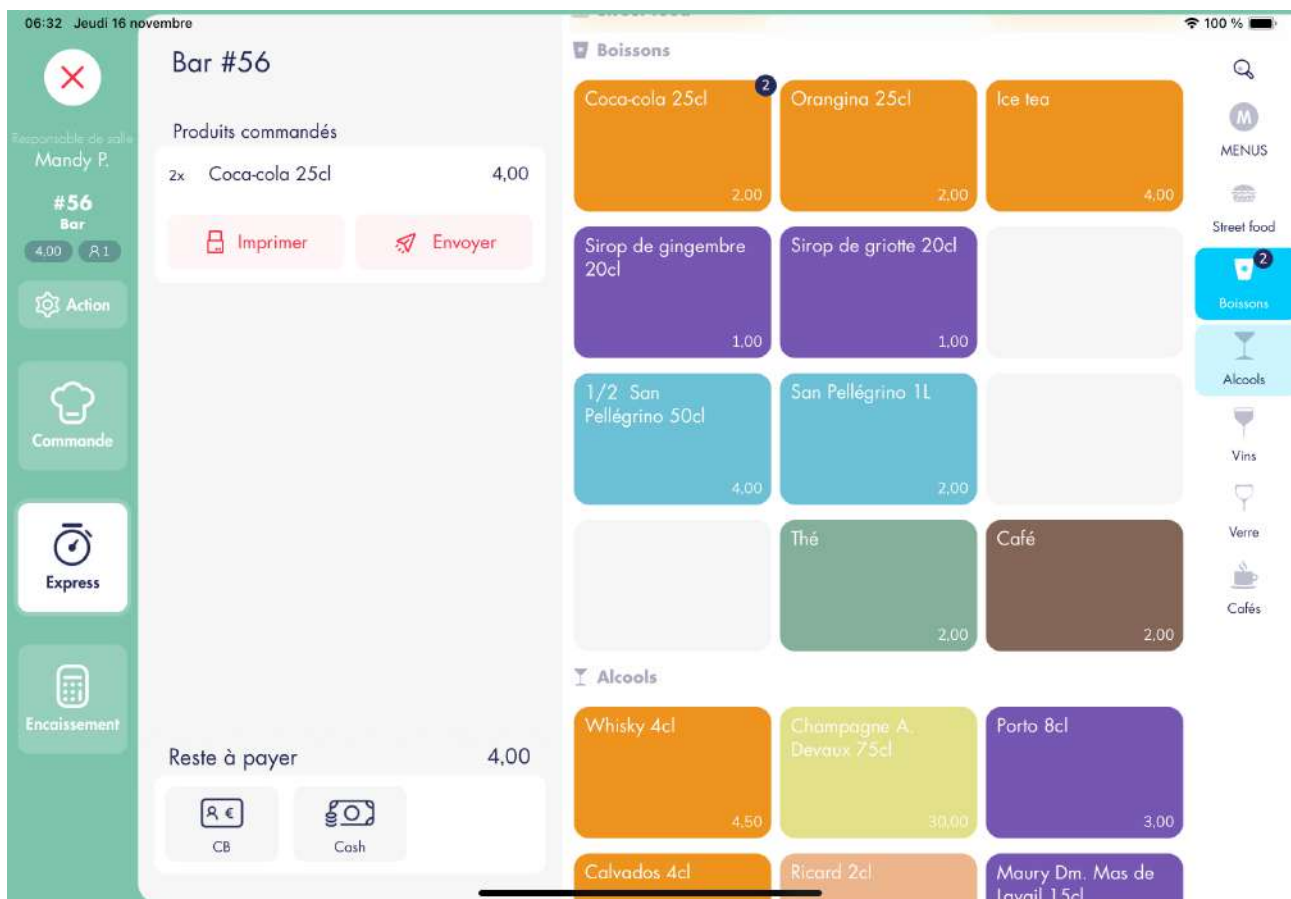 06:32 Jeudi 16 novembre
100 %
Responsable de salle
Mandy P.
#56
Bar
4,00
1
Action
Commande
Express
Encaissement
Bar #56
Produits commandés
2x Coca-cola 25cl 4,00
Imprimer
Envoyer
Reste à payer 4,00
CB
Cash
Boissons
Coca-cola 25cl
2
2,00
Orangina 25cl
2,00
Ice tea
4,00
Sirop de gingembre
20cl
1,00
Sirop de griotte 20cl
1,00
1/2 San
Pellégrino 50cl
4,00
San Pellégrino 1L
2,00
Thé
2,00
Café
2,00
Alcools
Whisky 4cl
4,50
Champagne A.
Devaux 75cl
30,00
Porto 8cl
3,00
Calvados 4cl
Ricard 2cl
Maury Dm. Mas de
Lavail 15cl
M
MENUS
Street food
2
Boissons
Alcools
Vins
Verre
Cafés